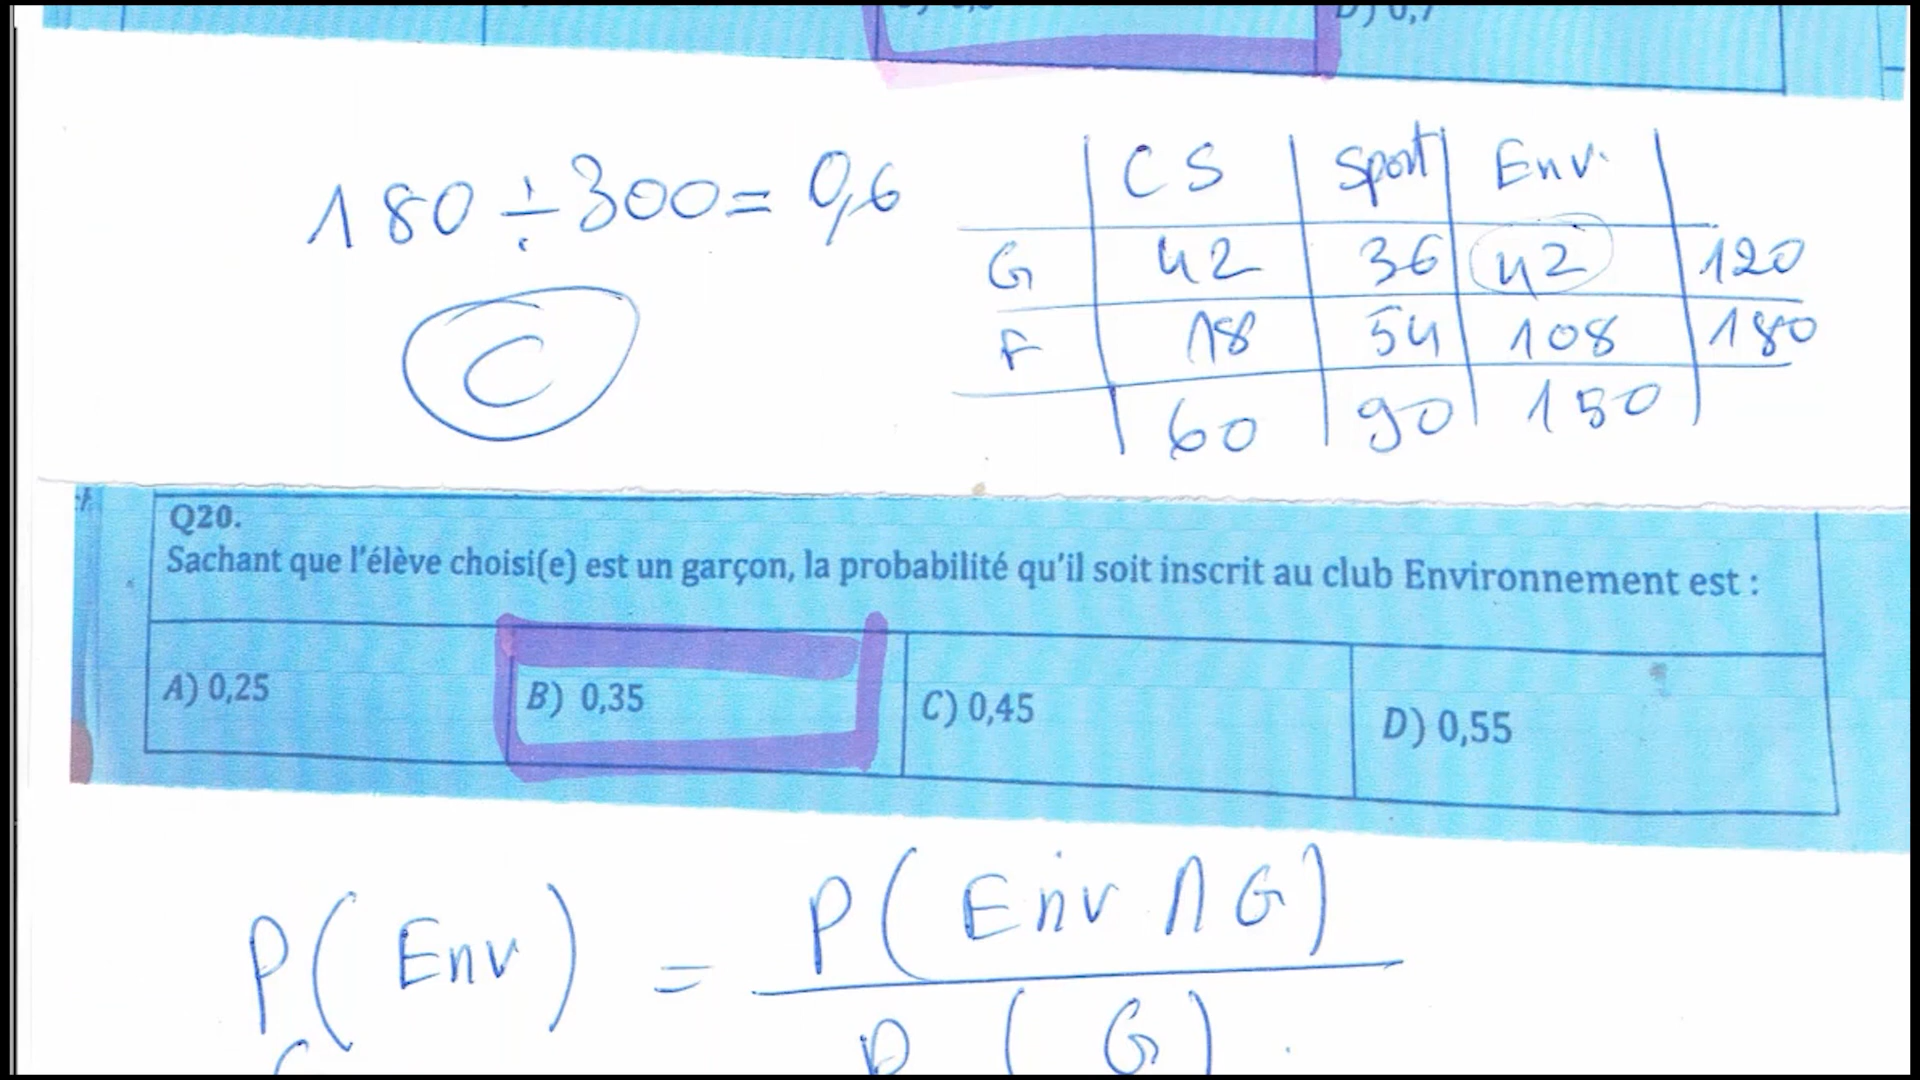 180 ÷ 300 = 0,6
C
CS Sport Env.
G 42 36 42 120
F 18 54 108 180
60 90 150
Q20.
Sachant que l'élève choisi(e) est un garçon, la probabilité qu'il soit inscrit au club Environnement est :
A) 0,25 B) 0,35 C) 0,45 D) 0,55
P( Env ) = P( Env ∩ G )
P ( G ) .